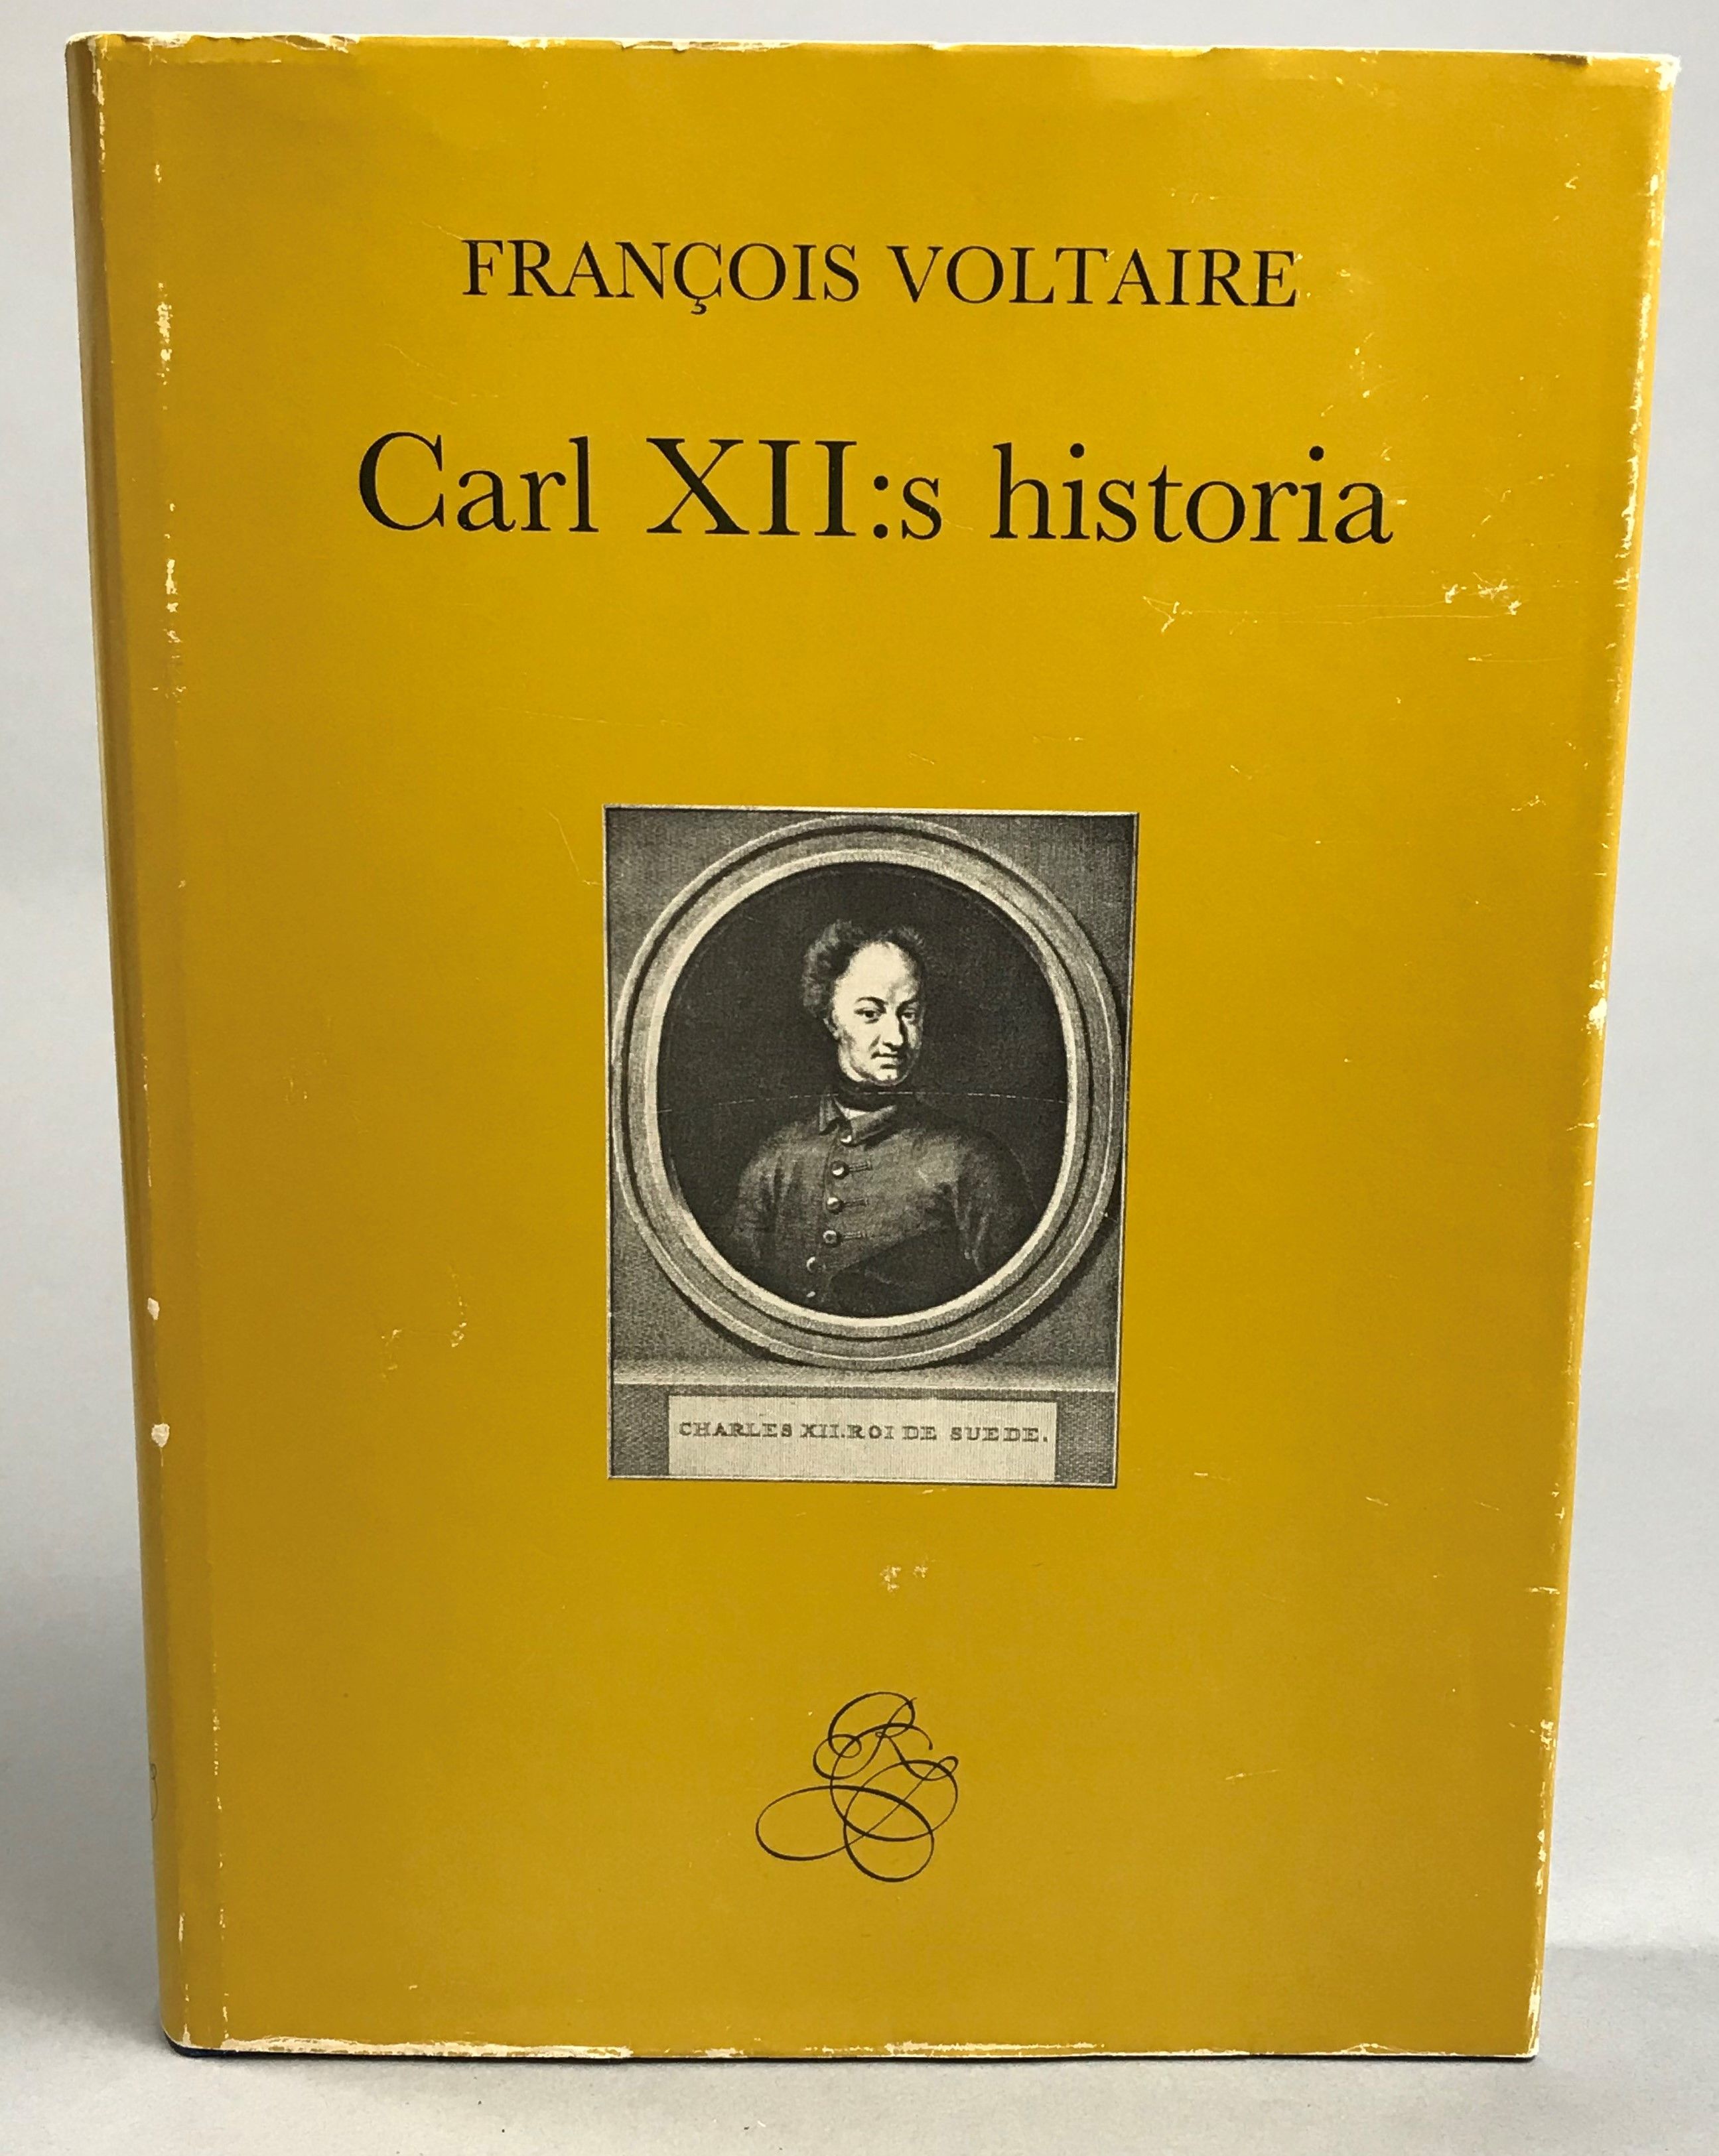 FRANÇOIS VOLTAIRE
Carl XII:s historia
CHARLES XII. ROI DE SUEDE.